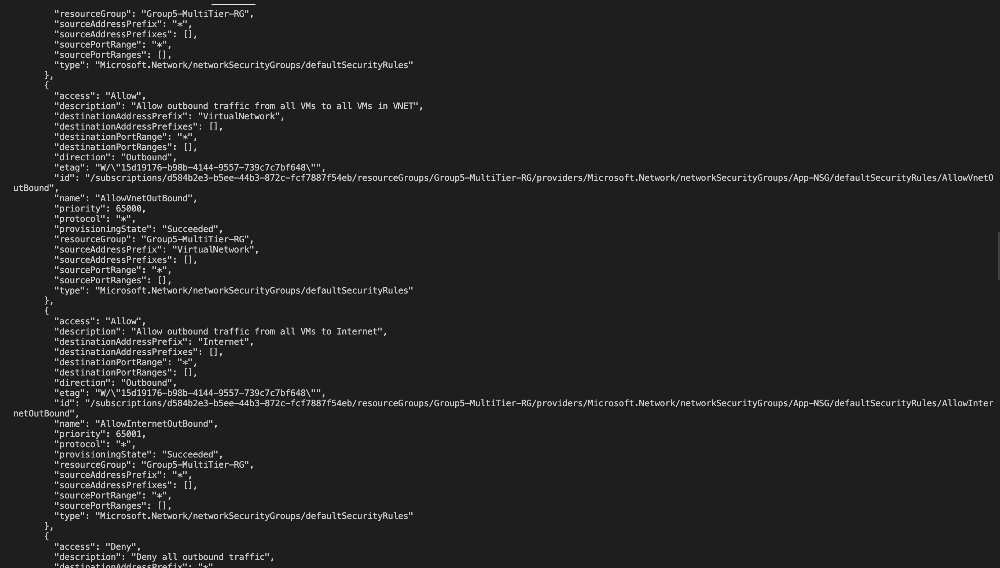 "resourceGroup": "Group5-MultiTier-RG",
"sourceAddressPrefix": "*",
"sourceAddressPrefixes": [],
"sourcePortRange": "*",
"sourcePortRanges": [],
"type": "Microsoft.Network/networkSecurityGroups/defaultSecurityRules"
},
{
"access": "Allow",
"description": "Allow outbound traffic from all VMs to all VMs in VNET",
"destinationAddressPrefix": "VirtualNetwork",
"destinationAddressPrefixes": [],
"destinationPortRange": "*",
"destinationPortRanges": [],
"direction": "Outbound",
"etag": "W/\"15d19176-b98b-4144-9557-739c7c7bf648\"",
"id": "/subscriptions/d584b2e3-b5ee-44b3-872c-fcf7887f54eb/resourceGroups/Group5-MultiTier-RG/providers/Microsoft.Network/networkSecurityGroups/App-NSG/defaultSecurityRules/AllowVnetO
utBound",
"name": "AllowVnetOutBound",
"priority": 65000,
"protocol": "*",
"provisioningState": "Succeeded",
"resourceGroup": "Group5-MultiTier-RG",
"sourceAddressPrefix": "VirtualNetwork",
"sourceAddressPrefixes": [],
"sourcePortRange": "*",
"sourcePortRanges": [],
"type": "Microsoft.Network/networkSecurityGroups/defaultSecurityRules"
},
{
"access": "Allow",
"description": "Allow outbound traffic from all VMs to Internet",
"destinationAddressPrefix": "Internet",
"destinationAddressPrefixes": [],
"destinationPortRange": "*",
"destinationPortRanges": [],
"direction": "Outbound",
"etag": "W/\"15d19176-b98b-4144-9557-739c7c7bf648\"",
"id": "/subscriptions/d584b2e3-b5ee-44b3-872c-fcf7887f54eb/resourceGroups/Group5-MultiTier-RG/providers/Microsoft.Network/networkSecurityGroups/App-NSG/defaultSecurityRules/AllowInter
netOutBound",
"name": "AllowInternetOutBound",
"priority": 65001,
"protocol": "*",
"provisioningState": "Succeeded",
"resourceGroup": "Group5-MultiTier-RG",
"sourceAddressPrefix": "*",
"sourceAddressPrefixes": [],
"sourcePortRange": "*",
"sourcePortRanges": [],
"type": "Microsoft.Network/networkSecurityGroups/defaultSecurityRules"
},
{
"access": "Deny",
"description": "Deny all outbound traffic",
"destinationAddressPrefix": "*"